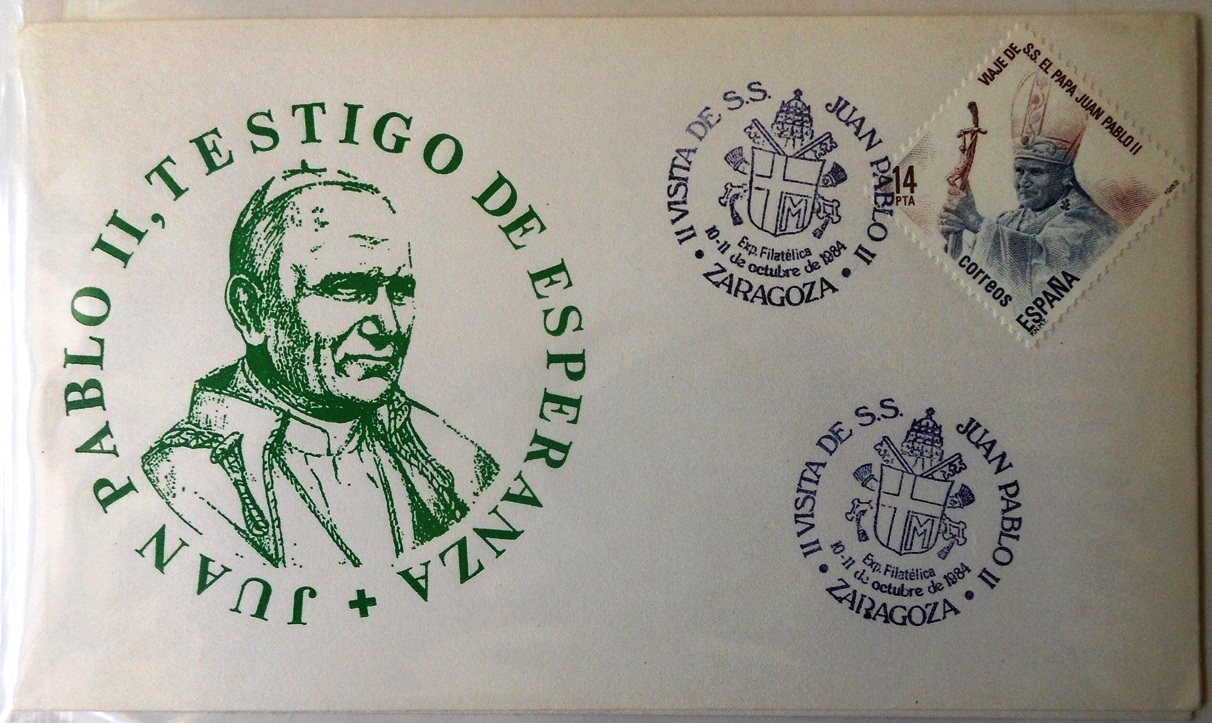 JUAN PABLO II, TESTIGO DE ESPERANZA +
II VISITA DE S.S. JUAN PABLO II
M
Exp. Filatélica
10-11 de octubre de 1984
• ZARAGOZA •
VIAJE DE S.S. EL PAPA JUAN PABLO II
14
PTA
correos
ESPAÑA
II VISITA DE S.S. JUAN PABLO II
M
Exp. Filatélica
10-11 de octubre de 1984
• ZARAGOZA •